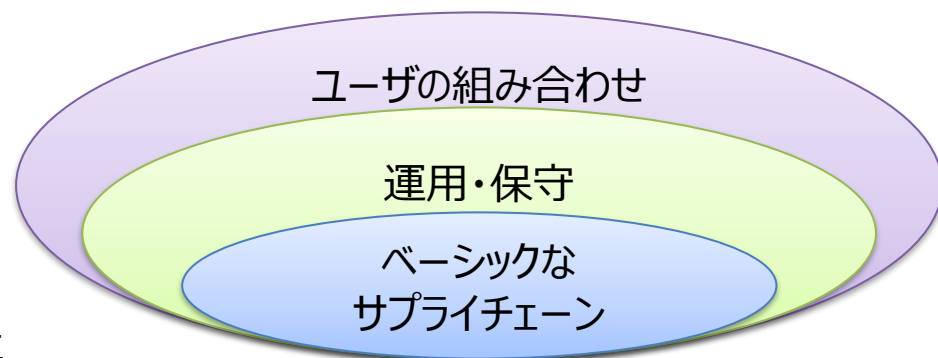 ユーザの組み合わせ
運用・保守
ベーシックな
サプライチェーン